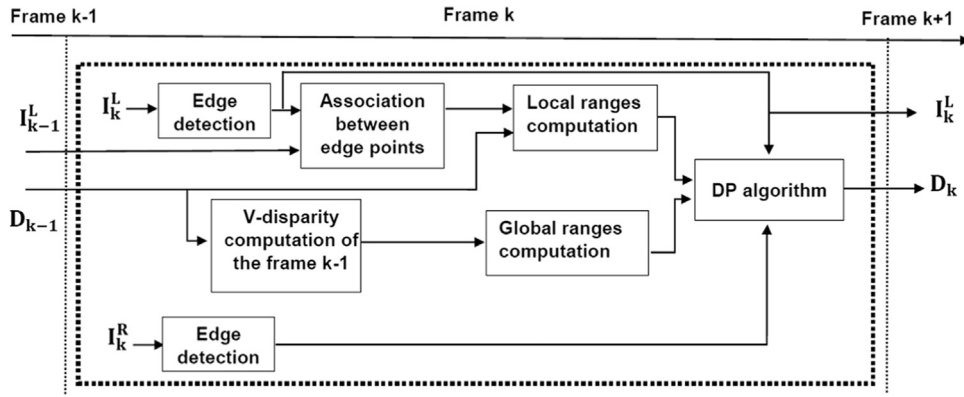 Frame k-1
Frame k
Frame k+1
I_k^L
Edge
detection
Association
between
edge points
Local ranges
computation
I_{k-1}^L
I_k^L
DP algorithm
D_k
D_{k-1}
V-disparity
computation of
the frame k-1
Global ranges
computation
I_k^R
Edge
detection